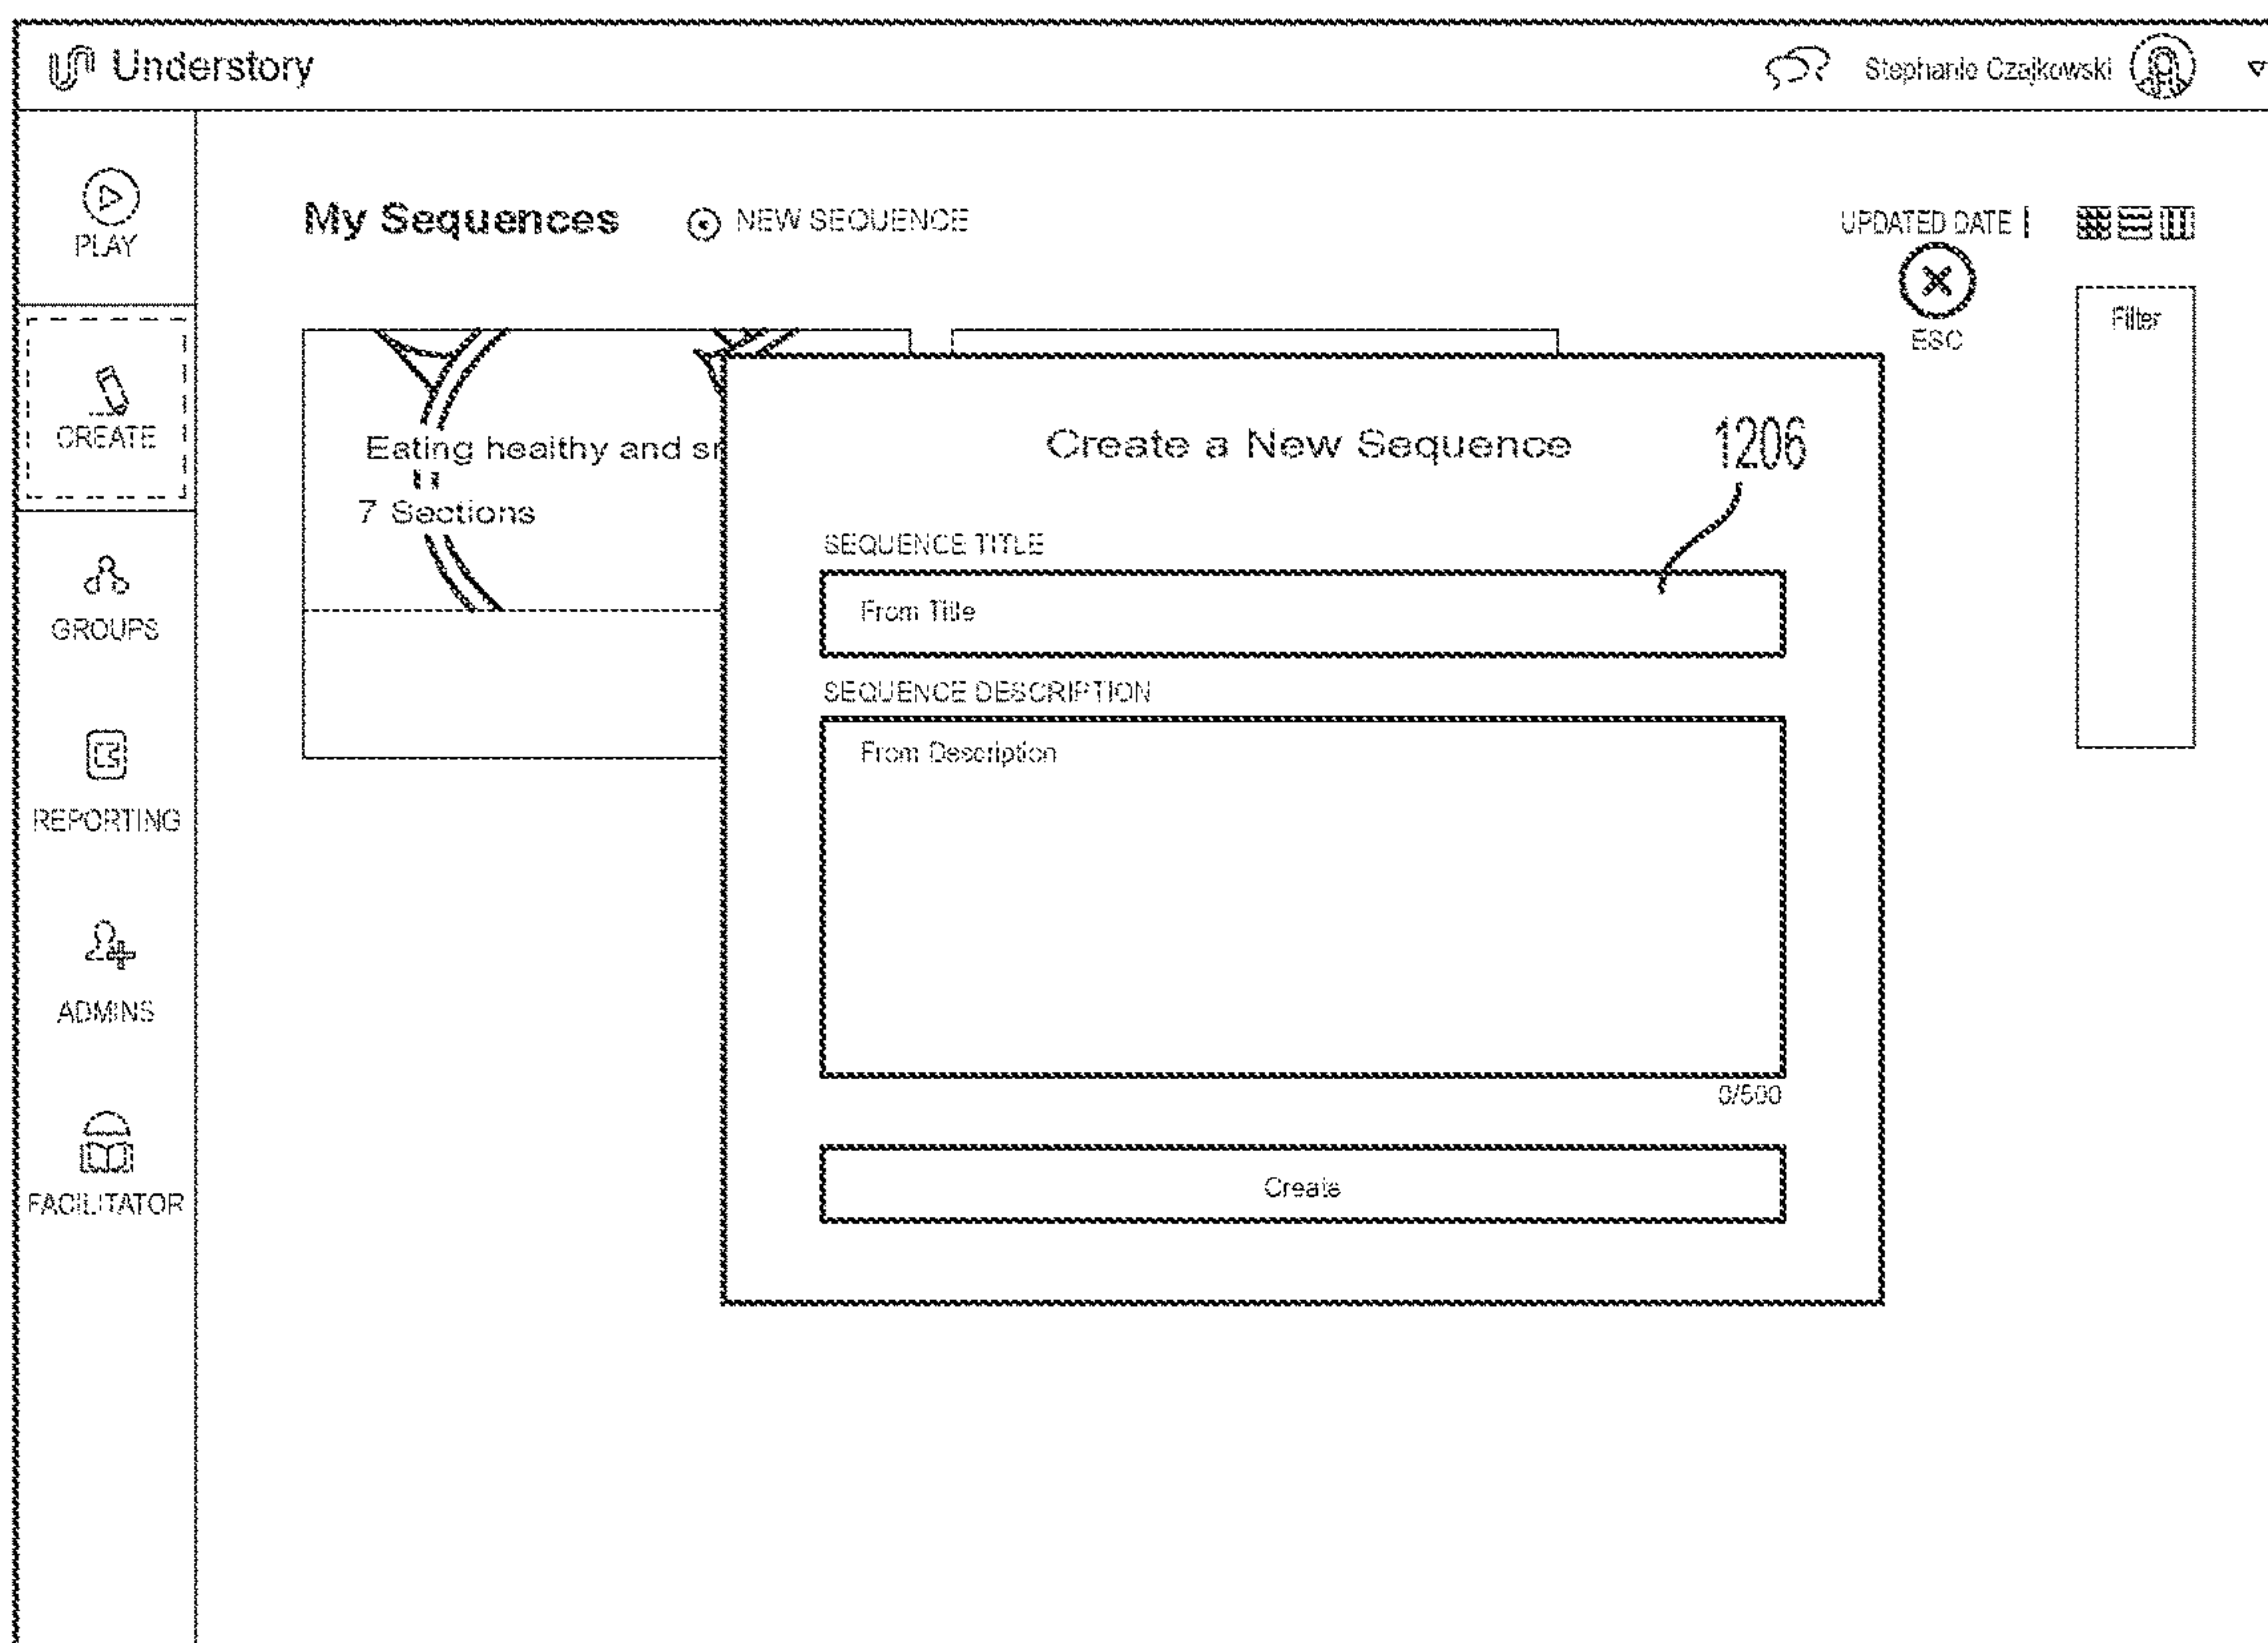 Understory
Stephanie Czajkowski
PLAY
My Sequences
NEW SEQUENCE
UPDATED DATE
ESC
Filter
CREATE
Eating healthy and
7 Sections
Create a New Sequence
1206
SEQUENCE TITLE
From Title
GROUPS
SEQUENCE DESCRIPTION
From Description
REPORTING
ADMINS
0/500
Create
FACILITATOR